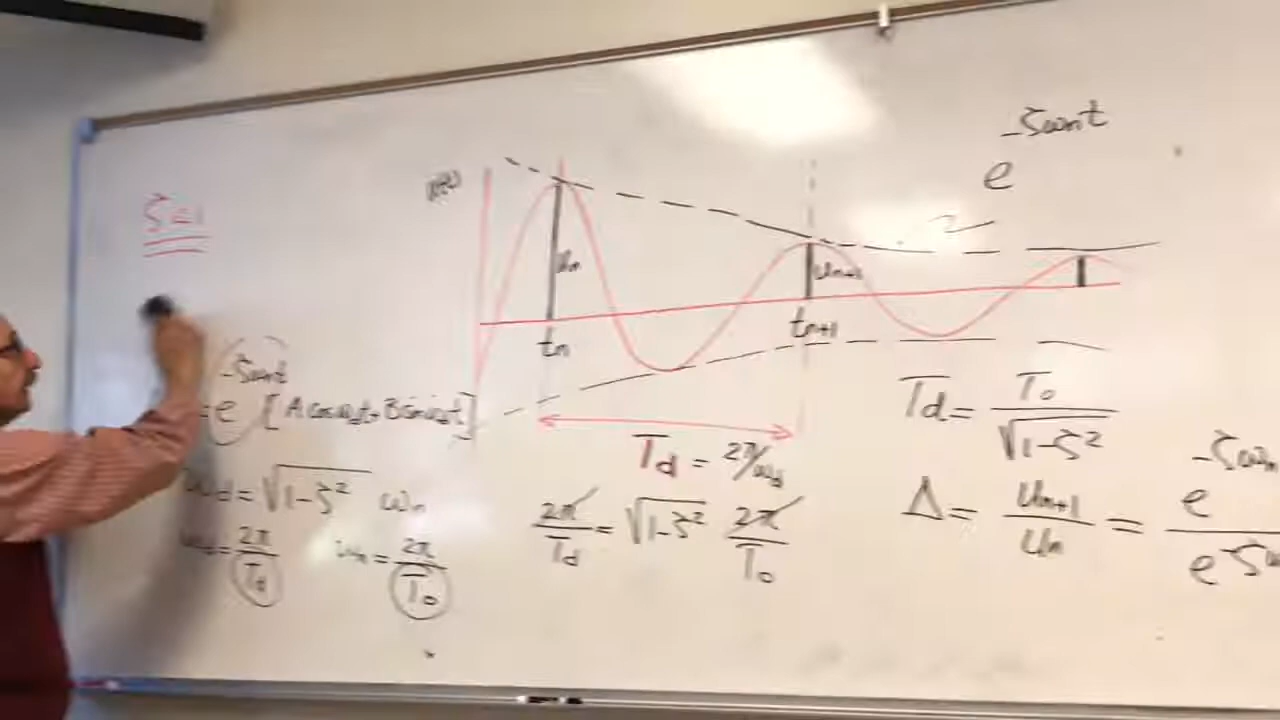 ζ<1
e^{-ζωnt}
un
un+1
tn
tn+1
e^{-ζωnt} [A cosωdt + B sinωdt]
Td = 2π/ωd
Td = T0/√1-ζ²
ωd = √1-ζ² ωn
ωd = 2π/Td
ωn = 2π/T0
2π/Td = √1-ζ² 2π/T0
Δ = un+1/un =